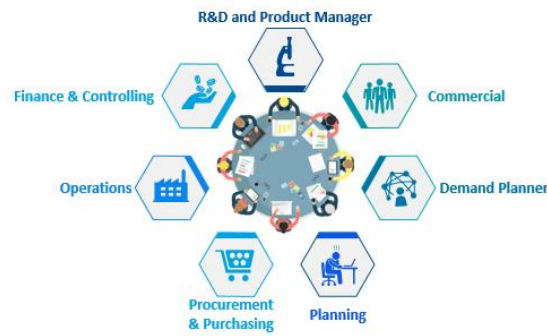 R&D and Product Manager
Finance & Controlling
Commercial
Operations
Demand Planner
Procurement
& Purchasing
Planning